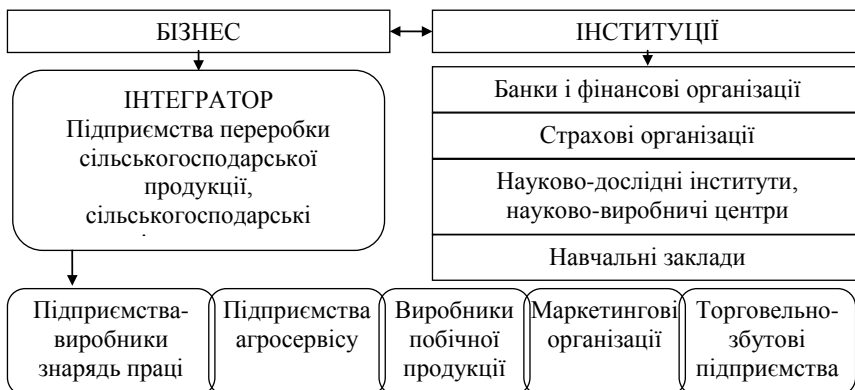 БІЗНЕС
ІНСТИТУЦІЇ
ІНТЕГРАТОР
Підприємства переробки
сільськогосподарської
продукції,
сільськогосподарські
Банки і фінансові організації
Страхові організації
Науково-дослідні інститути,
науково-виробничі центри
Навчальні заклади
Підприємства-
виробники
знарядь праці
Підприємства
агросервісу
Виробники
побічної
продукції
Маркетингові
організації
Торговельно-
збутові
підприємства